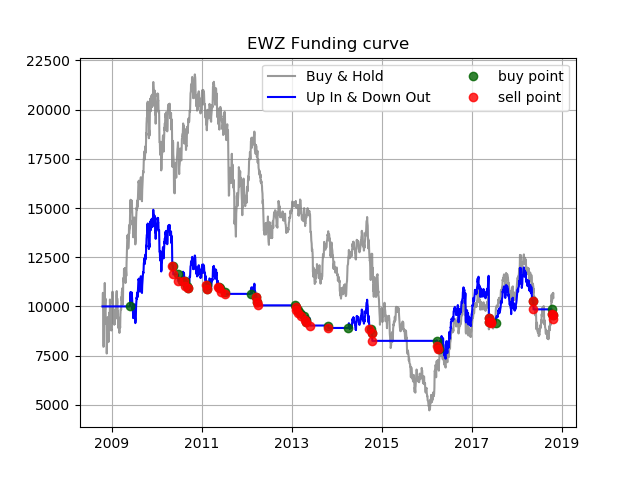 EWZ Funding curve
22500
20000
17500
15000
12500
10000
7500
5000
Buy & Hold
Up In & Down Out
buy point
sell point
2009 2011 2013 2015 2017 2019